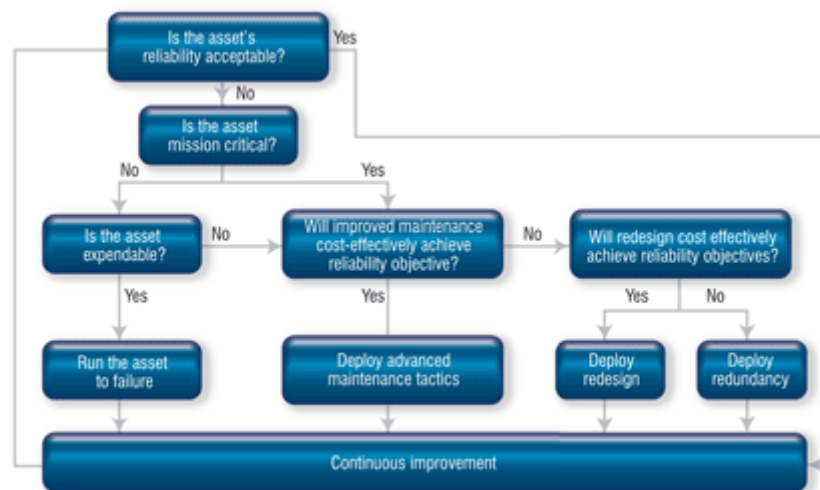 Is the asset's
reliability acceptable?
Yes
No
Is the asset
mission critical?
No
Yes
Is the asset
expendable?
No
Will improved maintenance
cost-effectively achieve
reliability objective?
No
Will redesign cost effectively
achieve reliability objectives?
Yes
Yes
Yes
No
Run the asset
to failure
Deploy advanced
maintenance tactics
Deploy
redesign
Deploy
redundancy
Continuous improvement